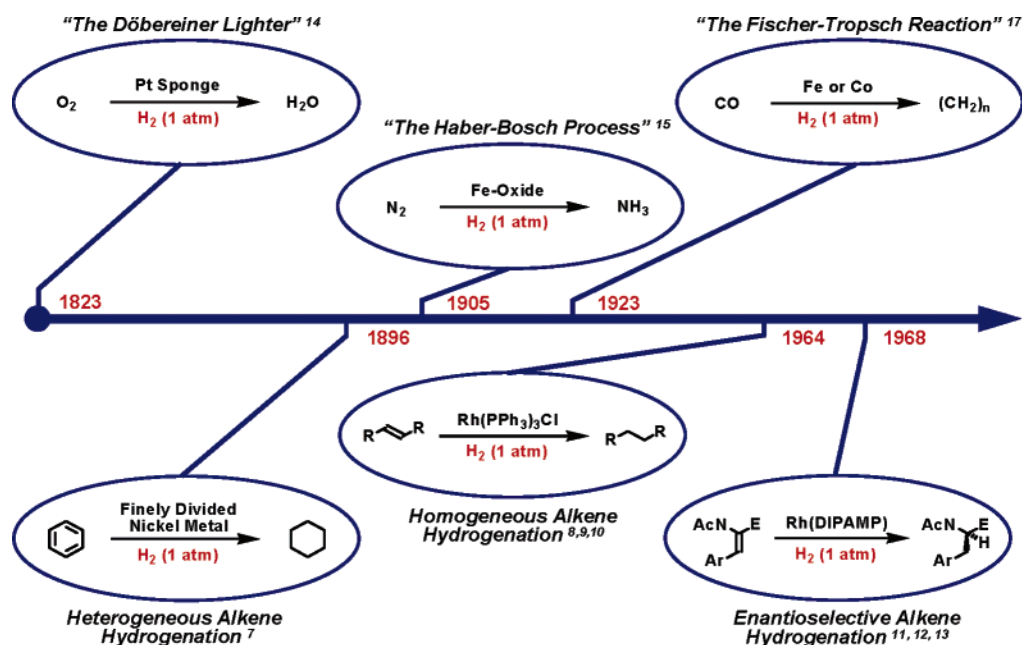 “The Döbereiner Lighter” 14
O2
Pt Sponge
H2 (1 atm)
H2O
“The Haber-Bosch Process” 15
N2
Fe-Oxide
H2 (1 atm)
NH3
“The Fischer-Tropsch Reaction” 17
CO
Fe or Co
H2 (1 atm)
(CH2)n
1823
1896
1905
1923
1964
1968
Finely Divided
Nickel Metal
H2 (1 atm)
Heterogeneous Alkene
Hydrogenation 7
R
R
Rh(PPh3)3Cl
H2 (1 atm)
R
R
Homogeneous Alkene
Hydrogenation 8,9,10
AcN
E
Ar
Rh(DIPAMP)
H2 (1 atm)
AcN
E
H
Ar
Enantioselective Alkene
Hydrogenation 11, 12, 13